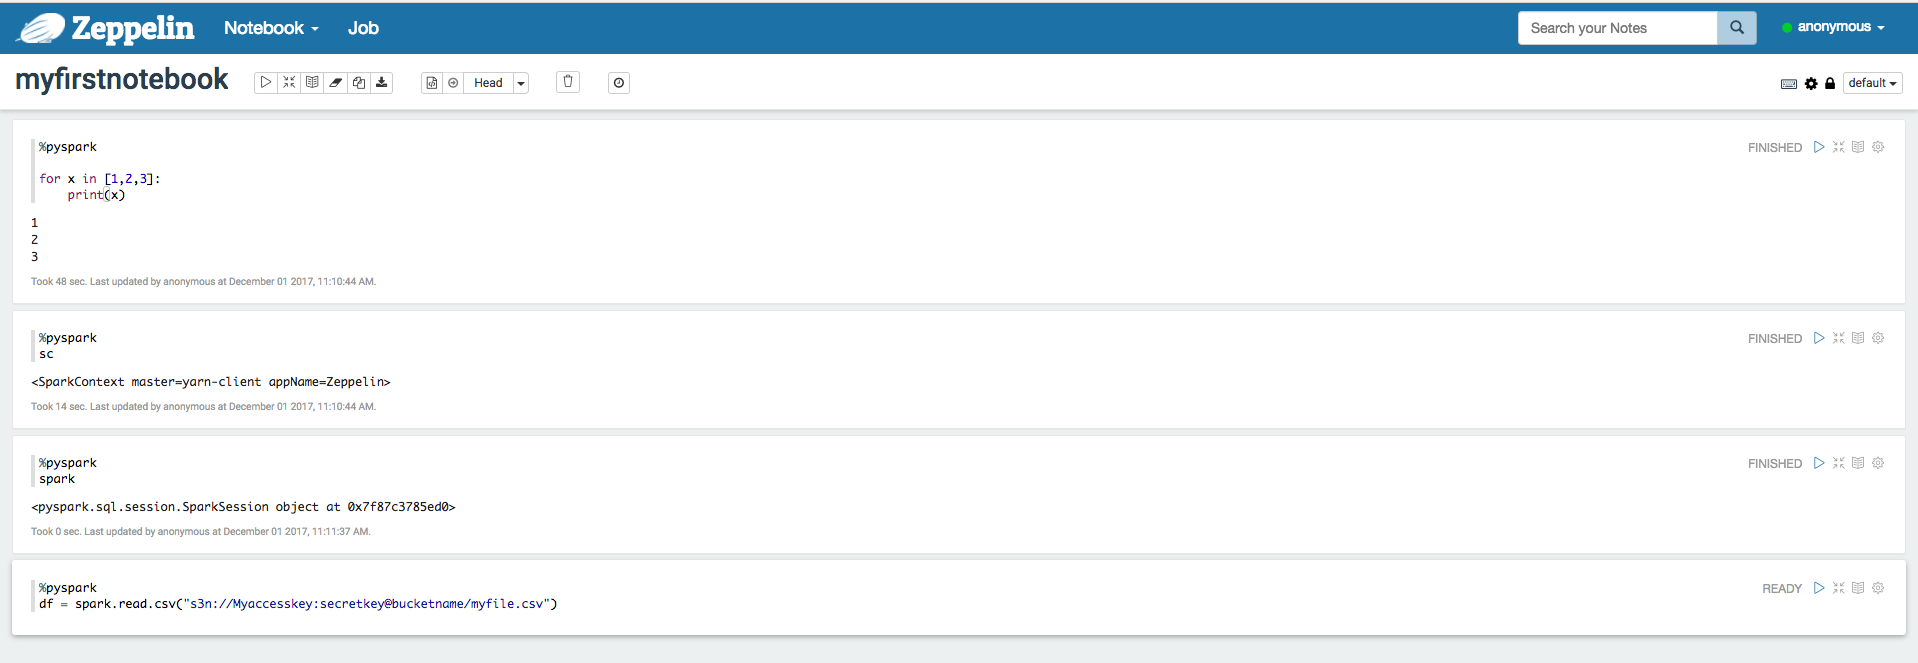 Zeppelin Notebook Job Search your Notes anonymous
myfirstnotebook Head default
%pyspark FINISHED
for x in [1,2,3]:
    print(x)
1
2
3
Took 48 sec. Last updated by anonymous at December 01 2017, 11:10:44 AM.
%pyspark FINISHED
sc
<SparkContext master=yarn-client appName=Zeppelin>
Took 14 sec. Last updated by anonymous at December 01 2017, 11:10:44 AM.
%pyspark FINISHED
spark
<pyspark.sql.session.SparkSession object at 0x7f87c3785ed0>
Took 0 sec. Last updated by anonymous at December 01 2017, 11:11:37 AM.
%pyspark READY
df = spark.read.csv("s3n://Myaccesskey:secretkey@bucketname/myfile.csv")